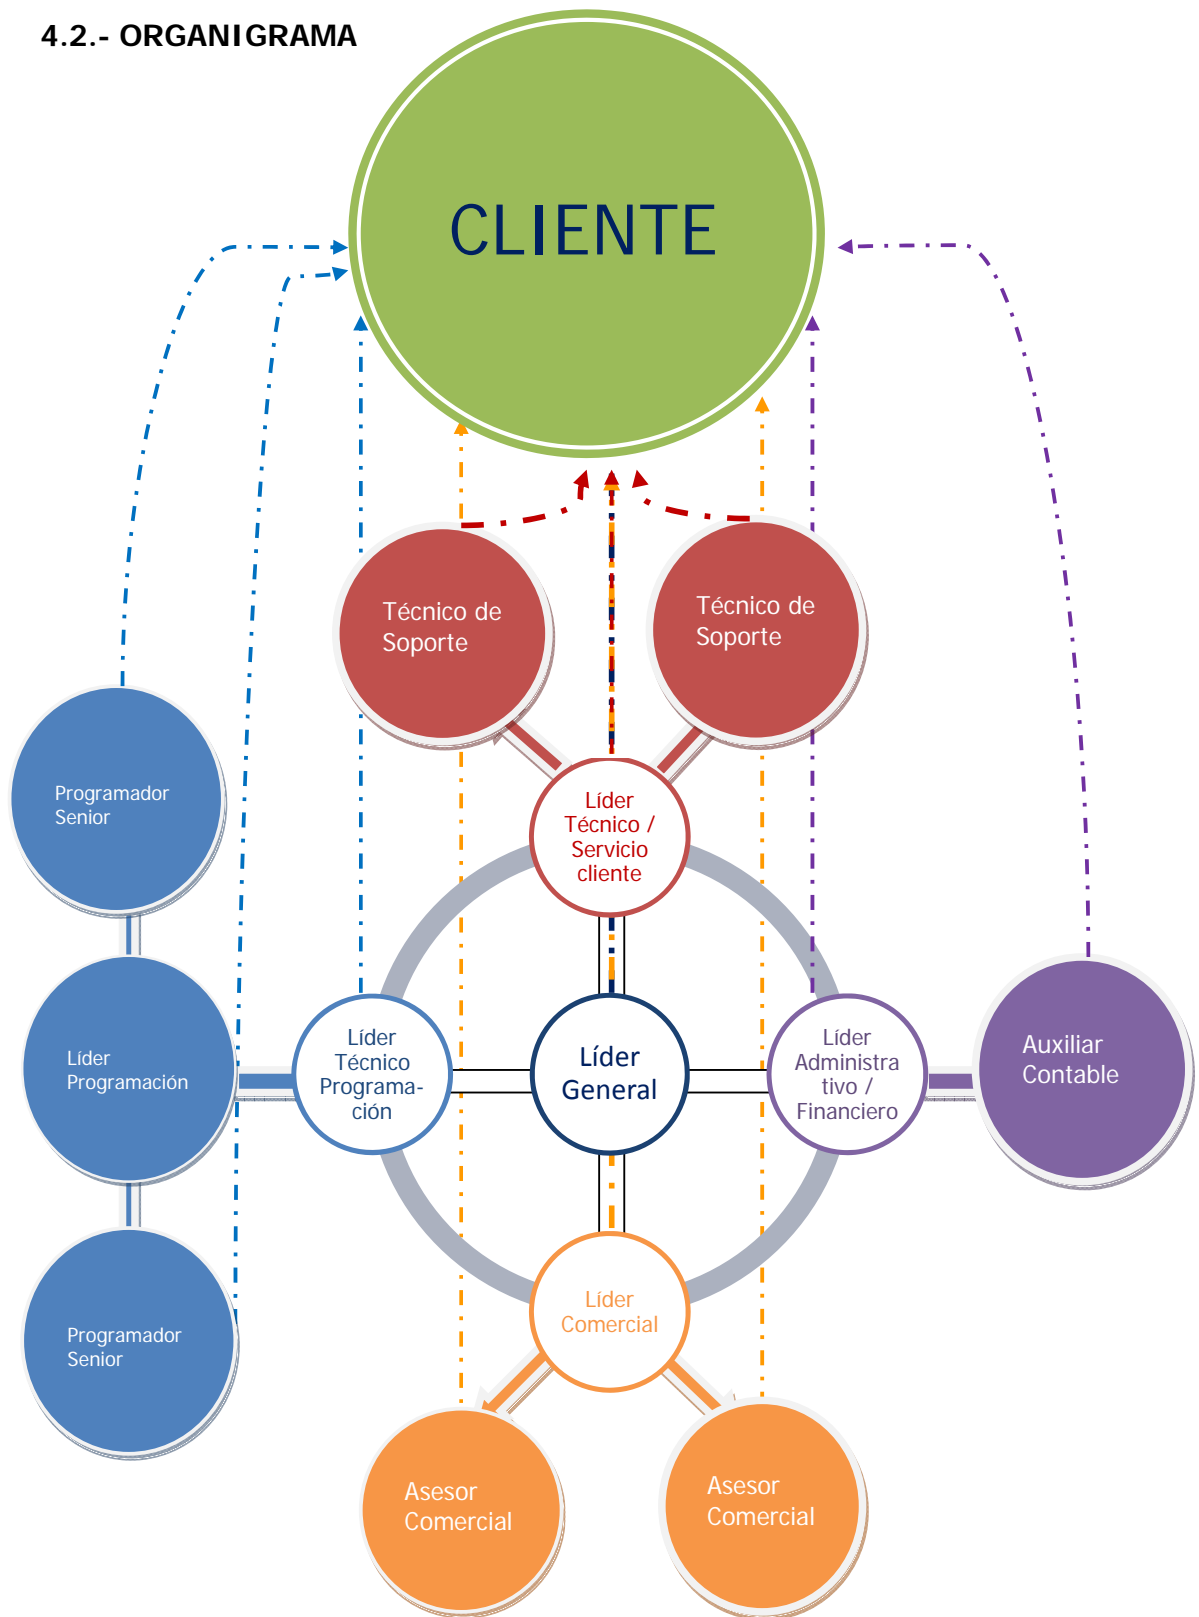 4.2.- ORGANIGRAMA
CLIENTE
Técnico de
Soporte
Técnico de
Soporte
Programador
Senior
Líder
Técnico /
Servicio
cliente
Líder
Programación
Líder
Técnico
Programa-
ción
Líder
General
Líder
Administra
tivo /
Financiero
Auxiliar
Contable
Programador
Senior
Líder
Comercial
Asesor
Comercial
Asesor
Comercial